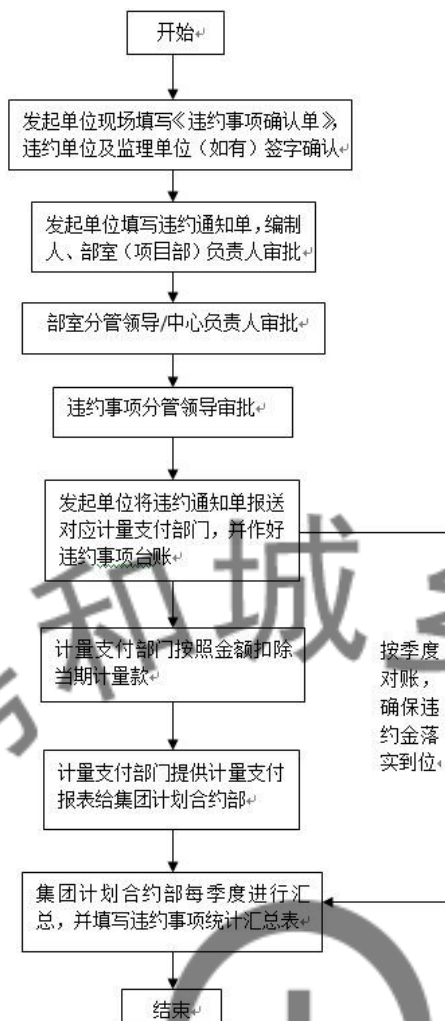 开始
发起单位现场填写《违约事项确认单》，
违约单位及监理单位（如有）签字确认
发起单位填写违约通知单，编制
人、部室（项目部）负责人审批
部室分管领导/中心负责人审批
违约事项分管领导审批
发起单位将违约通知单报送
对应计量支付部门，并作好
违约事项台账
计量支付部门按照金额扣除
当期计量款
按季度
对账，
确保违
约金落
实到位
计量支付部门提供计量支付
报表给集团计划合约部
集团计划合约部每季度进行汇
总，并填写违约事项统计汇总表
结束
和城